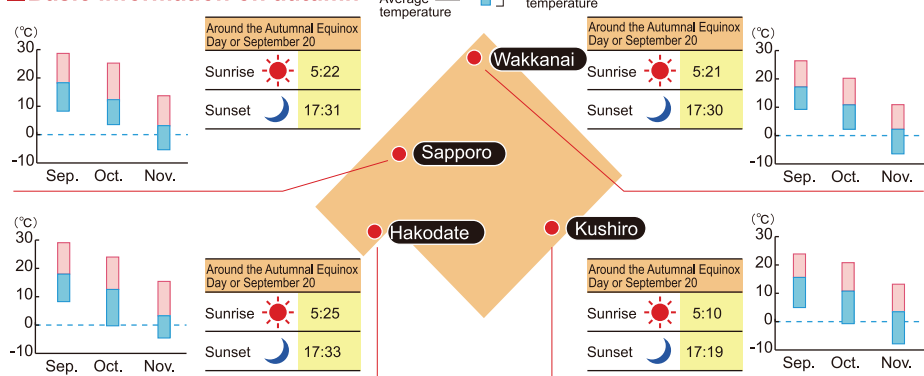 Average
temperature
temperature
(°C)
30
20
10
0
-10
Sep. Oct. Nov.
Around the Autumnal Equinox
Day or September 20
Sunrise 5:22
Sunset 17:31
Wakkanai
Sapporo
Hakodate
Kushiro
Around the Autumnal Equinox
Day or September 20
Sunrise 5:21
Sunset 17:30
(°C)
30
20
10
0
-10
Sep. Oct. Nov.
(°C)
30
20
10
0
-10
Sep. Oct. Nov.
Around the Autumnal Equinox
Day or September 20
Sunrise 5:25
Sunset 17:33
Around the Autumnal Equinox
Day or September 20
Sunrise 5:10
Sunset 17:19
(°C)
30
20
10
0
-10
Sep. Oct. Nov.